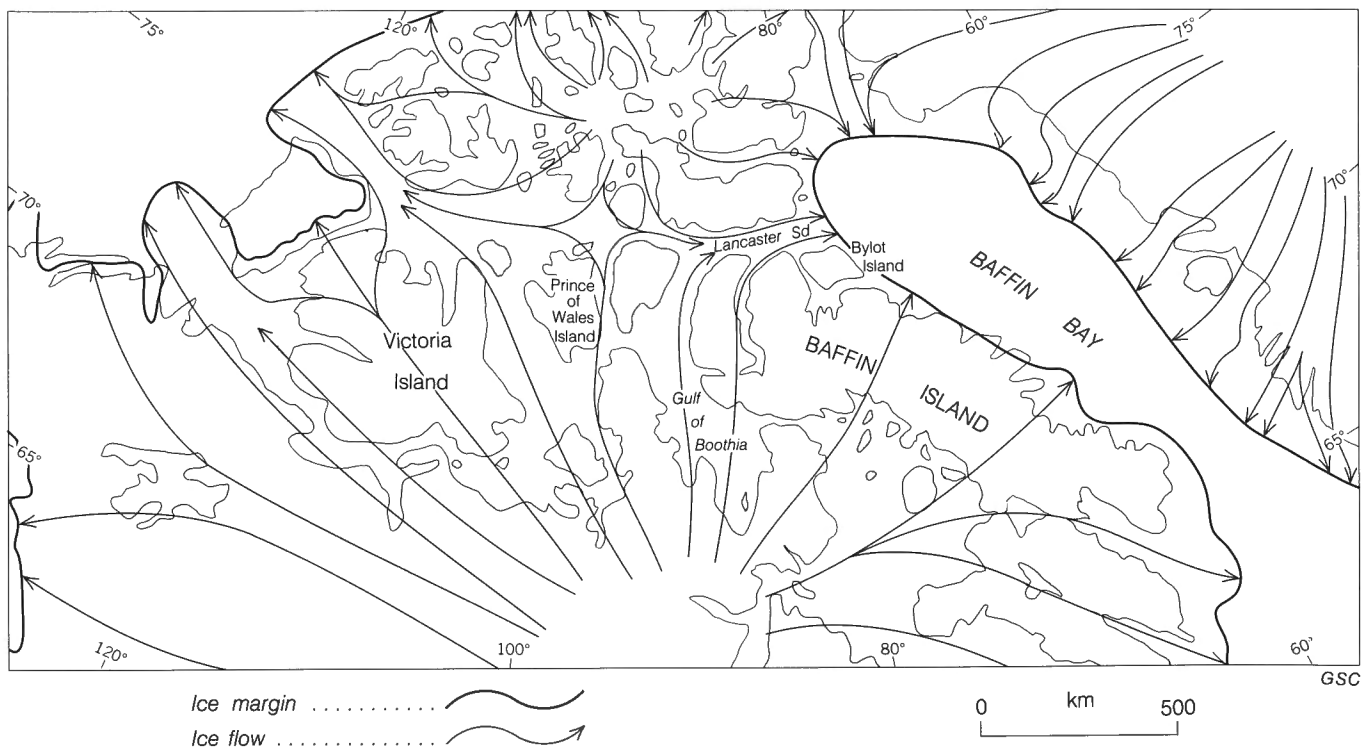 75°
120°
80°
60°
75°
70°
70°
Lancaster Sd
Bylot
Island
BAFFIN
BAY
Prince
of
Wales
Island
Victoria
Island
BAFFIN
ISLAND
Gulf
of
Boothia
65°
65°
120°
100°
80°
60°
GSC
Ice margin ............
Ice flow ...............
0 km 500